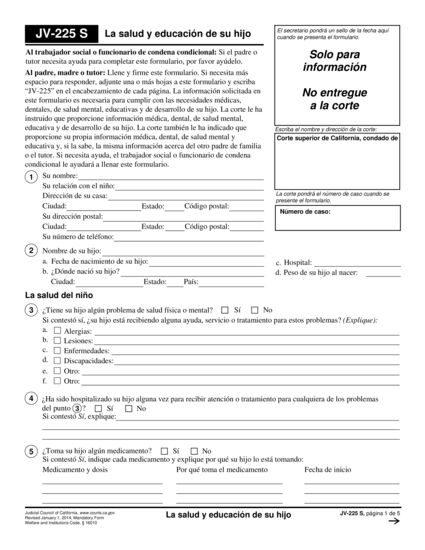 JV-225 S
La salud y educación de su hijo
El secretario pondrá un sello de la fecha aquí
cuando se presenta el formulario.
Solo para
información
No entregue
a la corte
Escriba el nombre y dirección de la corte:
Corte superior de California, condado de
La corte pondrá el número de caso cuando se
presente el formulario.
Número de caso:
Al trabajador social o funcionario de condena condicional: Si el padre o
tutor necesita ayuda para completar este formulario, por favor ayúdelo.
Al padre, madre o tutor: Llene y firme este formulario. Si necesita más
espacio para responder, adjunte una o más hojas a este formulario y escriba
“JV-225” en el encabezamiento de cada página. La información solicitada en
este formulario es necesaria para cumplir con las necesidades médicas,
dentales, de salud mental, educativas y de desarrollo de su hijo. La corte le ha
instruido que proporcione información médica, dental, de salud mental,
educativa y de desarrollo de su hijo. La corte también le ha indicado que
proporcione su propia información médica, dental, de salud mental y
educativa y, si la sabe, la misma información acerca del otro padre de familia
o el tutor. Si necesita ayuda, el trabajador social o funcionario de condena
condicional le ayudará a llenar este formulario.
1 Su nombre:
Su relación con el niño:
Dirección de su casa:
Ciudad: Estado: Código postal:
Su dirección postal:
Ciudad: Estado: Código postal:
Su número de teléfono:
2 Nombre de su hijo:
a. Fecha de nacimiento de su hijo:
b. ¿Dónde nació su hijo?
Ciudad: Estado: País:
c. Hospital:
d. Peso de su hijo al nacer:
La salud del niño
3 ¿Tiene su hijo algún problema de salud física o mental? Sí No
Si contestó sí, ¿su hijo está recibiendo alguna ayuda, servicio o tratamiento para estos problemas? (Explique):
a. Alergias:
b. Lesiones:
c. Enfermedades:
d. Discapacidades:
e. Otro:
f. Otro:
4 ¿Ha sido hospitalizado su hijo alguna vez para recibir atención o tratamiento para cualquiera de los problemas
del punto 3? Sí No
Si contestó Sí, explique:
5 ¿Toma su hijo algún medicamento? Sí No
Si contestó Sí, indique cada medicamento y explique por qué su hijo lo está tomando:
Medicamento y dosis Por qué toma el medicamento Fecha de inicio
Judicial Council of California, www.courts.ca.gov
Revised January 1, 2014, Mandatory Form
Welfare and Institutions Code, § 16010
La salud y educación de su hijo
JV-225 S, página 1 de 5